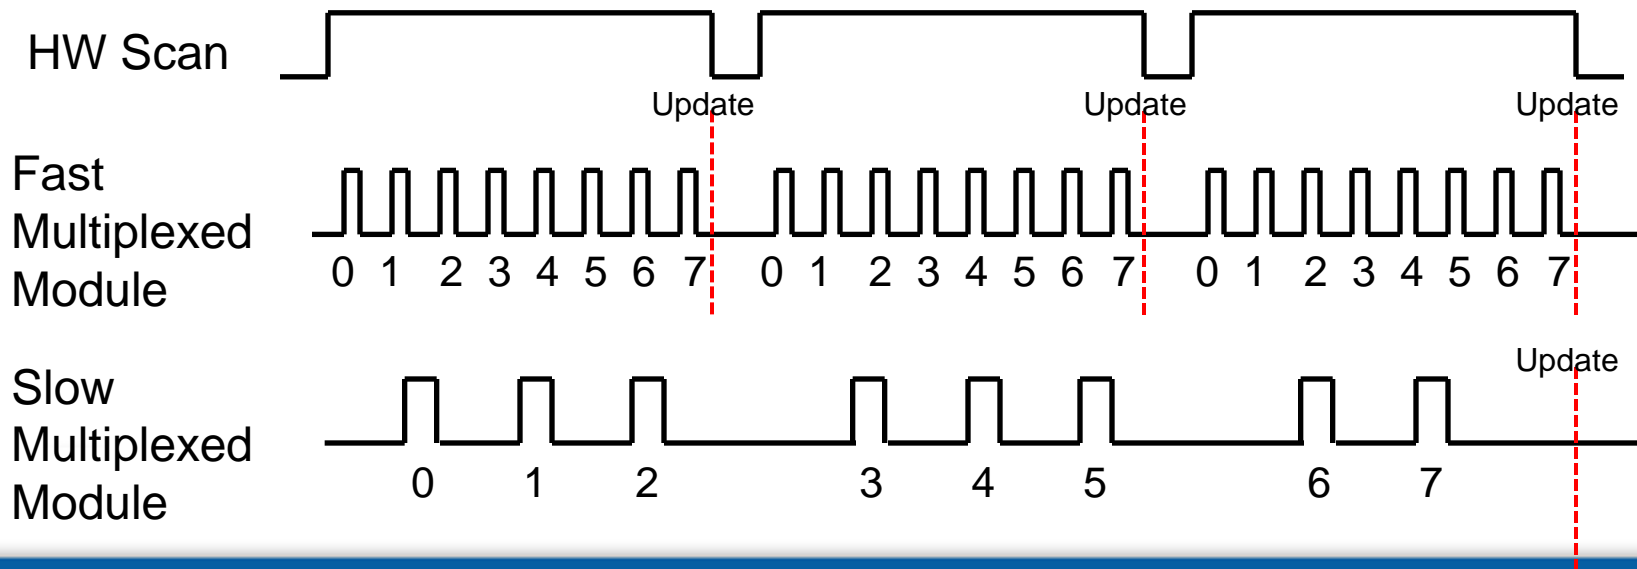 HW Scan
Update Update Update
Fast
Multiplexed
Module
0 1 2 3 4 5 6 7 0 1 2 3 4 5 6 7 0 1 2 3 4 5 6 7
Update
Slow
Multiplexed
Module
0 1 2 3 4 5 6 7